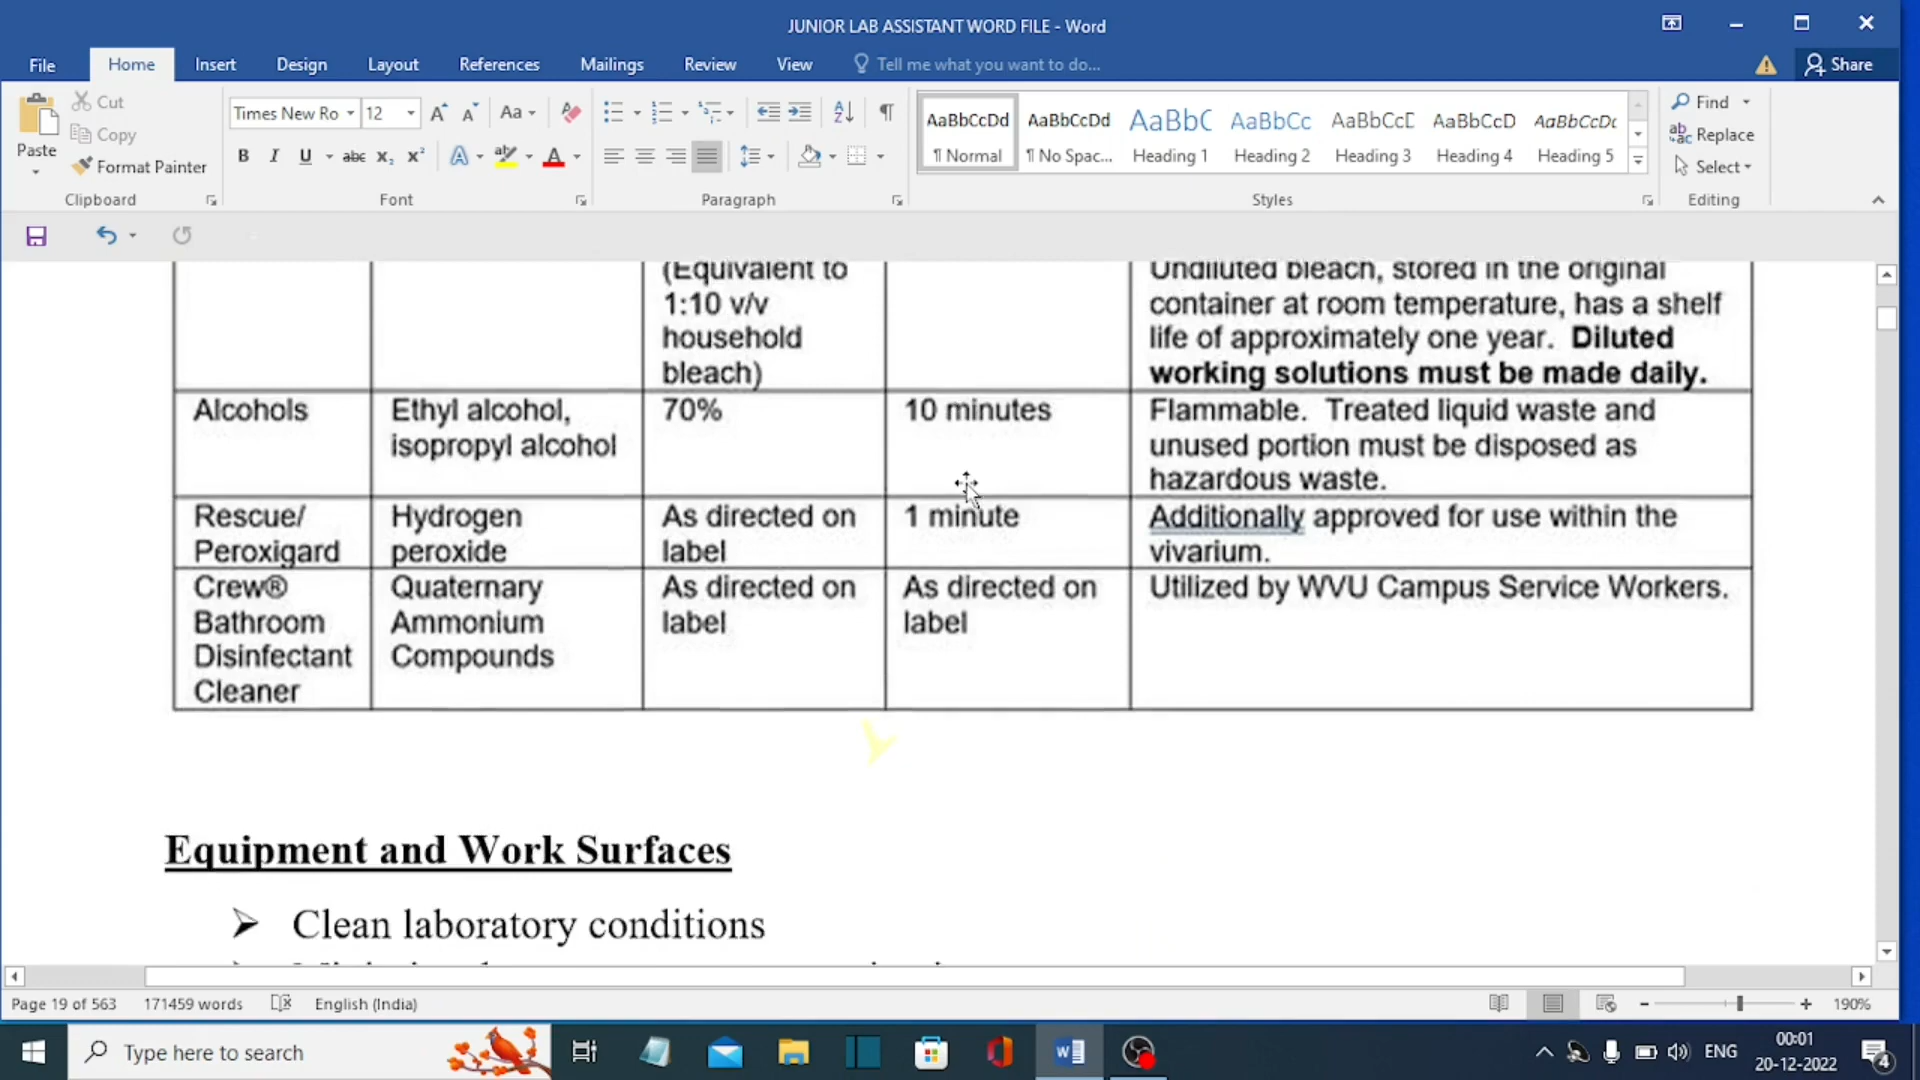 JUNIOR LAB ASSISTANT WORD FILE - Word
File Home Insert Design Layout References Mailings Review View Tell me what you want to do... Share
Paste
Cut
Copy
Format Painter
Clipboard
Times New Ro 12 Aa
B I U abc X₂ X² A A
Font
Paragraph
AaBbCcDd AaBbCcDd AaBbC AaBbCc AaBbCcD AaBbCcD AaBbCcDc
¶ Normal ¶ No Spac... Heading 1 Heading 2 Heading 3 Heading 4 Heading 5
Styles
Find
Replace
Select
Editing
(Equivalent to
1:10 v/v
household
bleach)
Undiluted bleach, stored in the original
container at room temperature, has a shelf
life of approximately one year. Diluted
working solutions must be made daily.
Alcohols
Ethyl alcohol,
isopropyl alcohol
70%
10 minutes
Flammable. Treated liquid waste and
unused portion must be disposed as
hazardous waste.
Rescue/
Peroxigard
Hydrogen
peroxide
As directed on
label
1 minute
Additionally approved for use within the
vivarium.
Crew®
Bathroom
Disinfectant
Cleaner
Quaternary
Ammonium
Compounds
As directed on
label
As directed on
label
Utilized by WVU Campus Service Workers.
Equipment and Work Surfaces
➢ Clean laboratory conditions
Page 19 of 563 171459 words English (India) 190%
Type here to search
ENG
00:01
20-12-2022
4